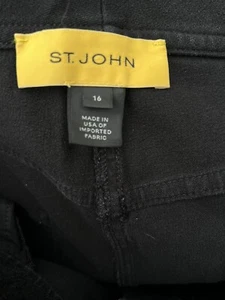 ST. JOHN
16
MADE IN
USA OF
IMPORTED
FABRIC